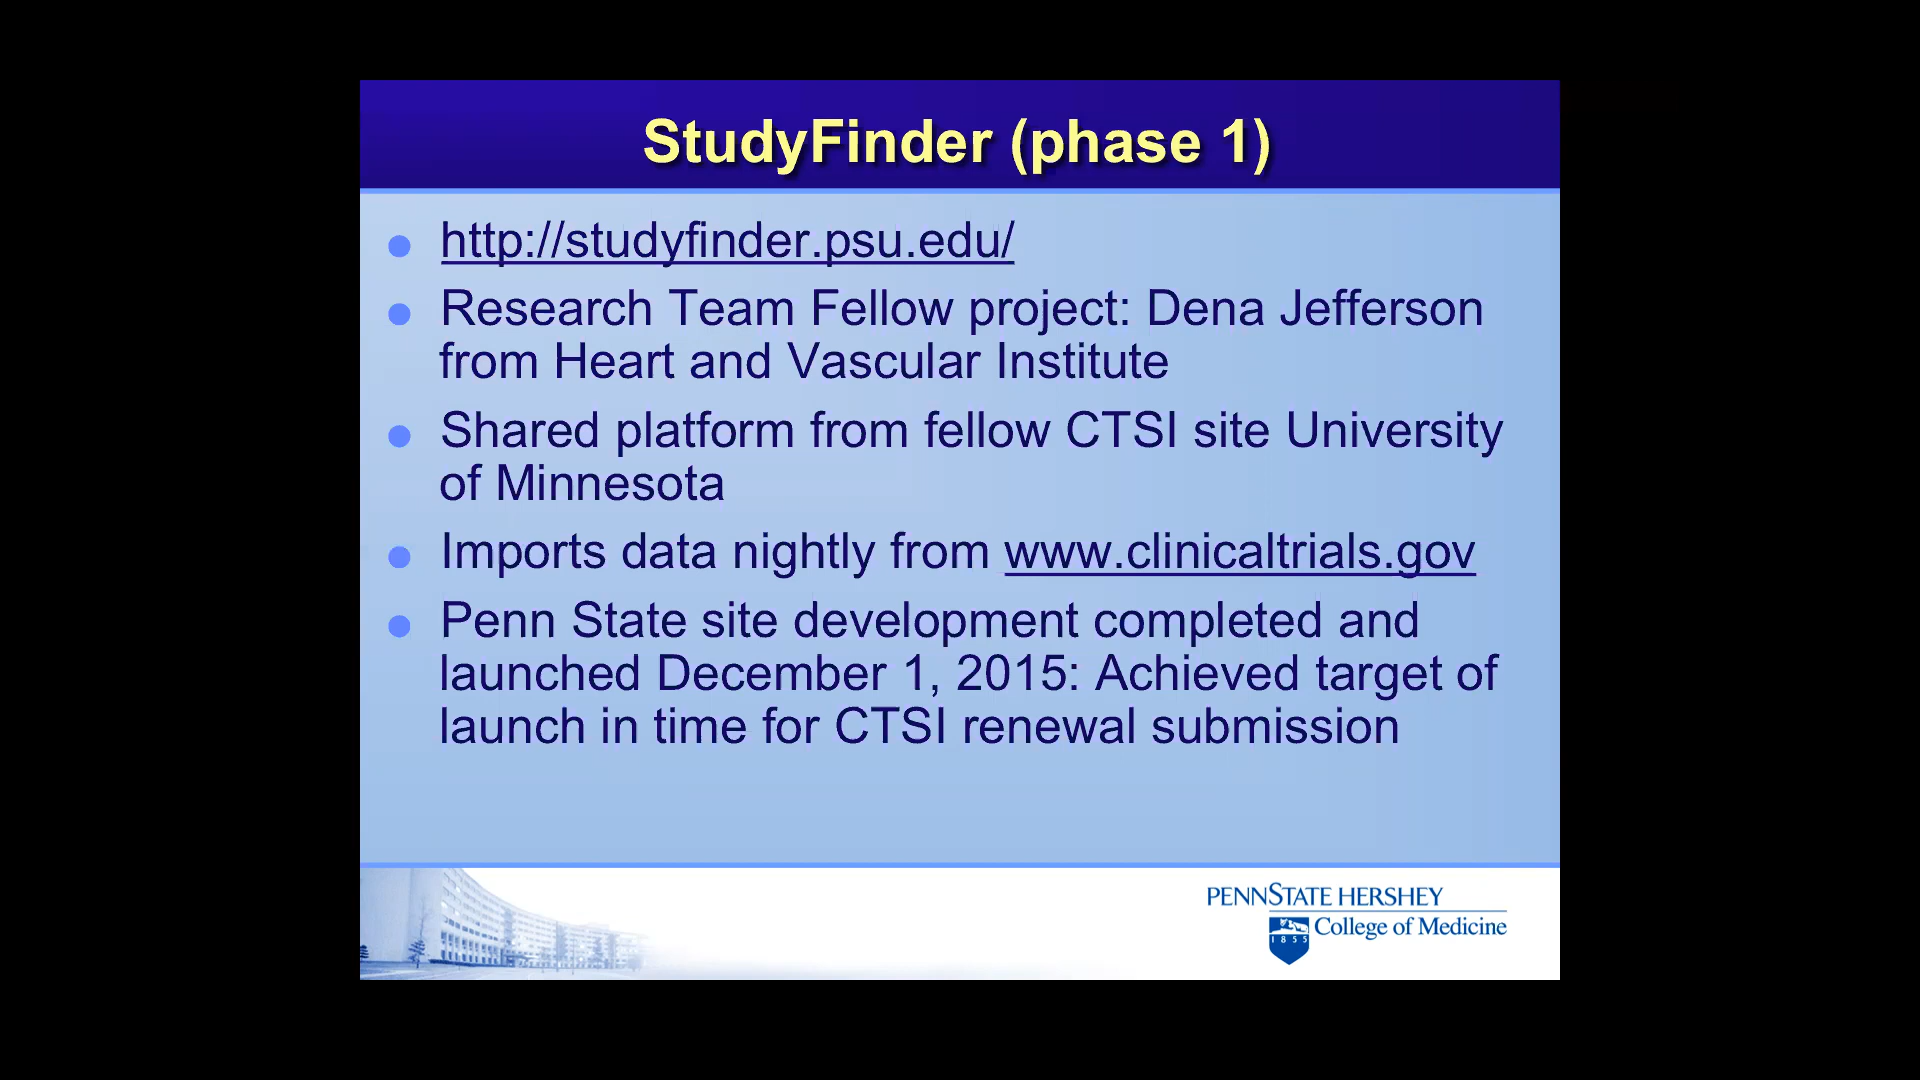 StudyFinder (phase 1)
http://studyfinder.psu.edu/
Research Team Fellow project: Dena Jefferson
from Heart and Vascular Institute
Shared platform from fellow CTSI site University
of Minnesota
Imports data nightly from www.clinicaltrials.gov
Penn State site development completed and
launched December 1, 2015: Achieved target of
launch in time for CTSI renewal submission
PENNSTATE HERSHEY
College of Medicine
1855